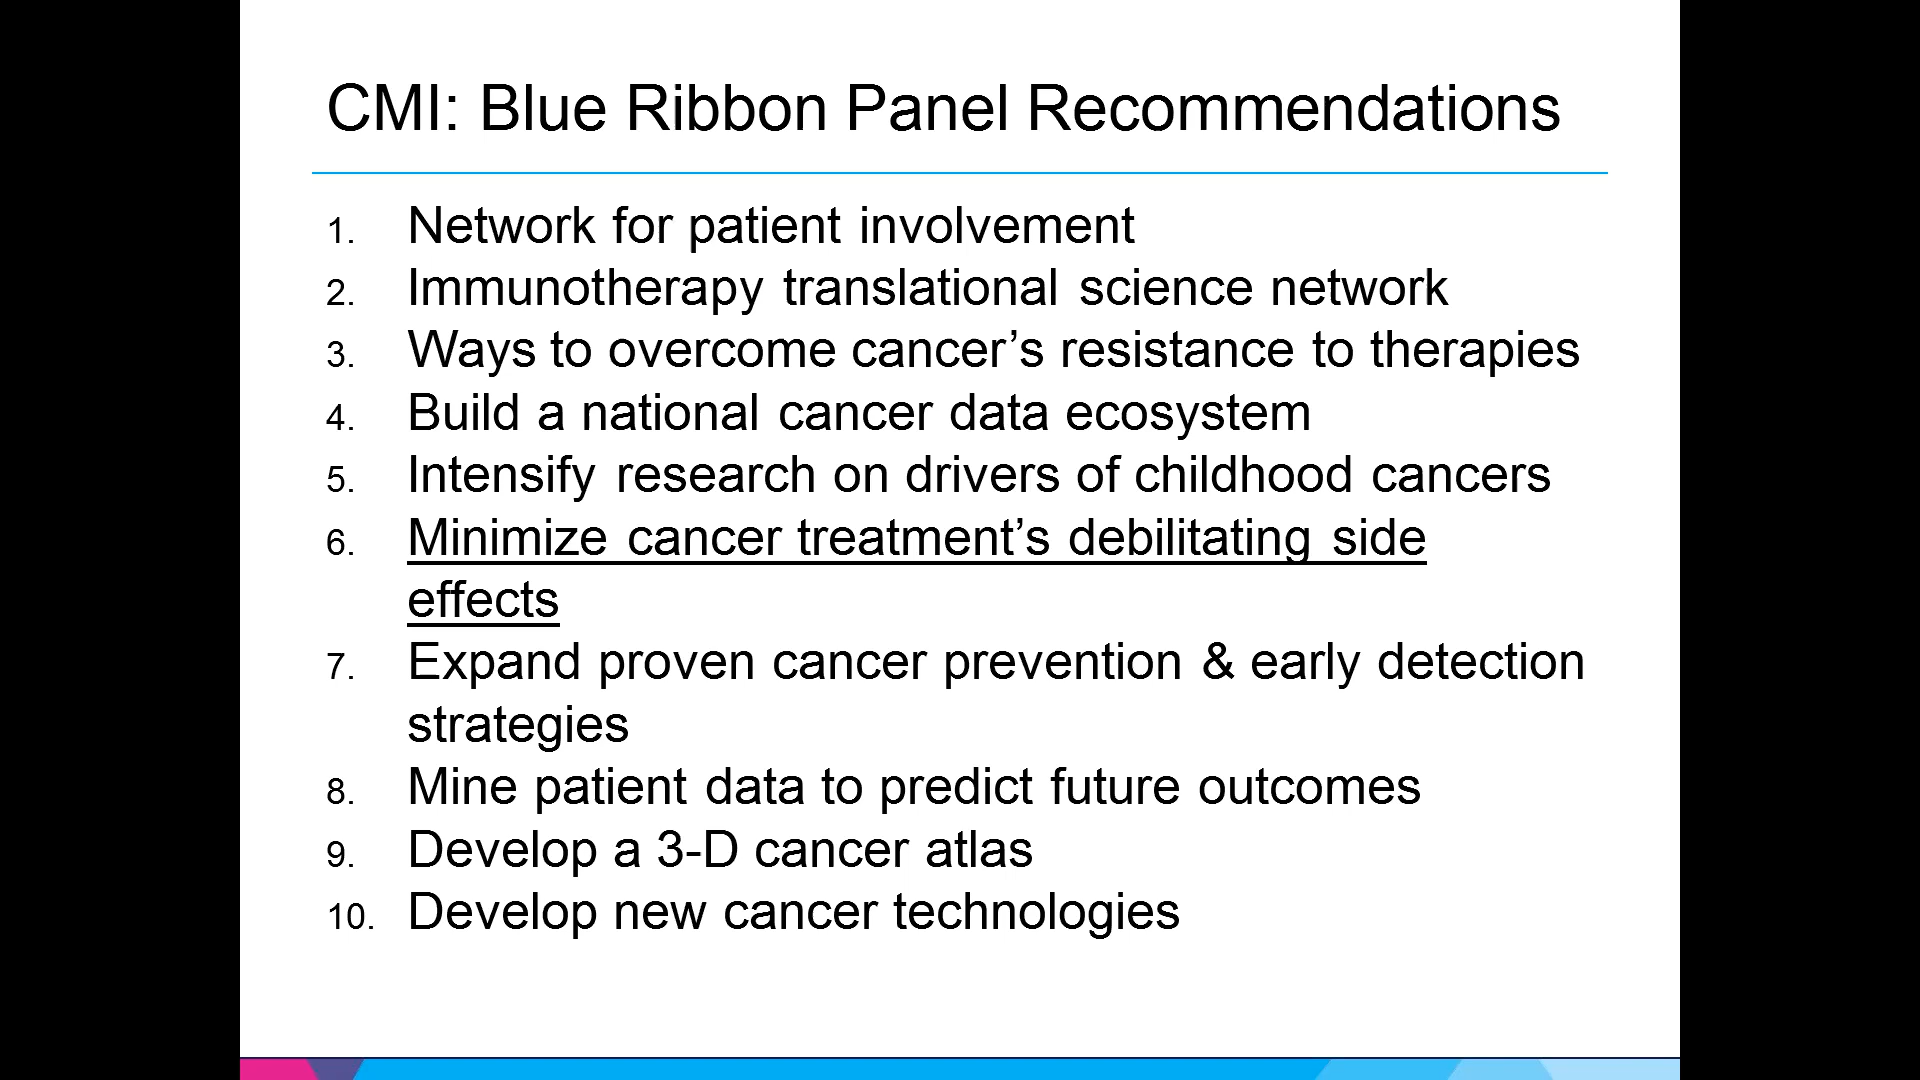 CMI: Blue Ribbon Panel Recommendations
1. Network for patient involvement
2. Immunotherapy translational science network
3. Ways to overcome cancer’s resistance to therapies
4. Build a national cancer data ecosystem
5. Intensify research on drivers of childhood cancers
6. Minimize cancer treatment’s debilitating side
effects
7. Expand proven cancer prevention & early detection
strategies
8. Mine patient data to predict future outcomes
9. Develop a 3-D cancer atlas
10. Develop new cancer technologies